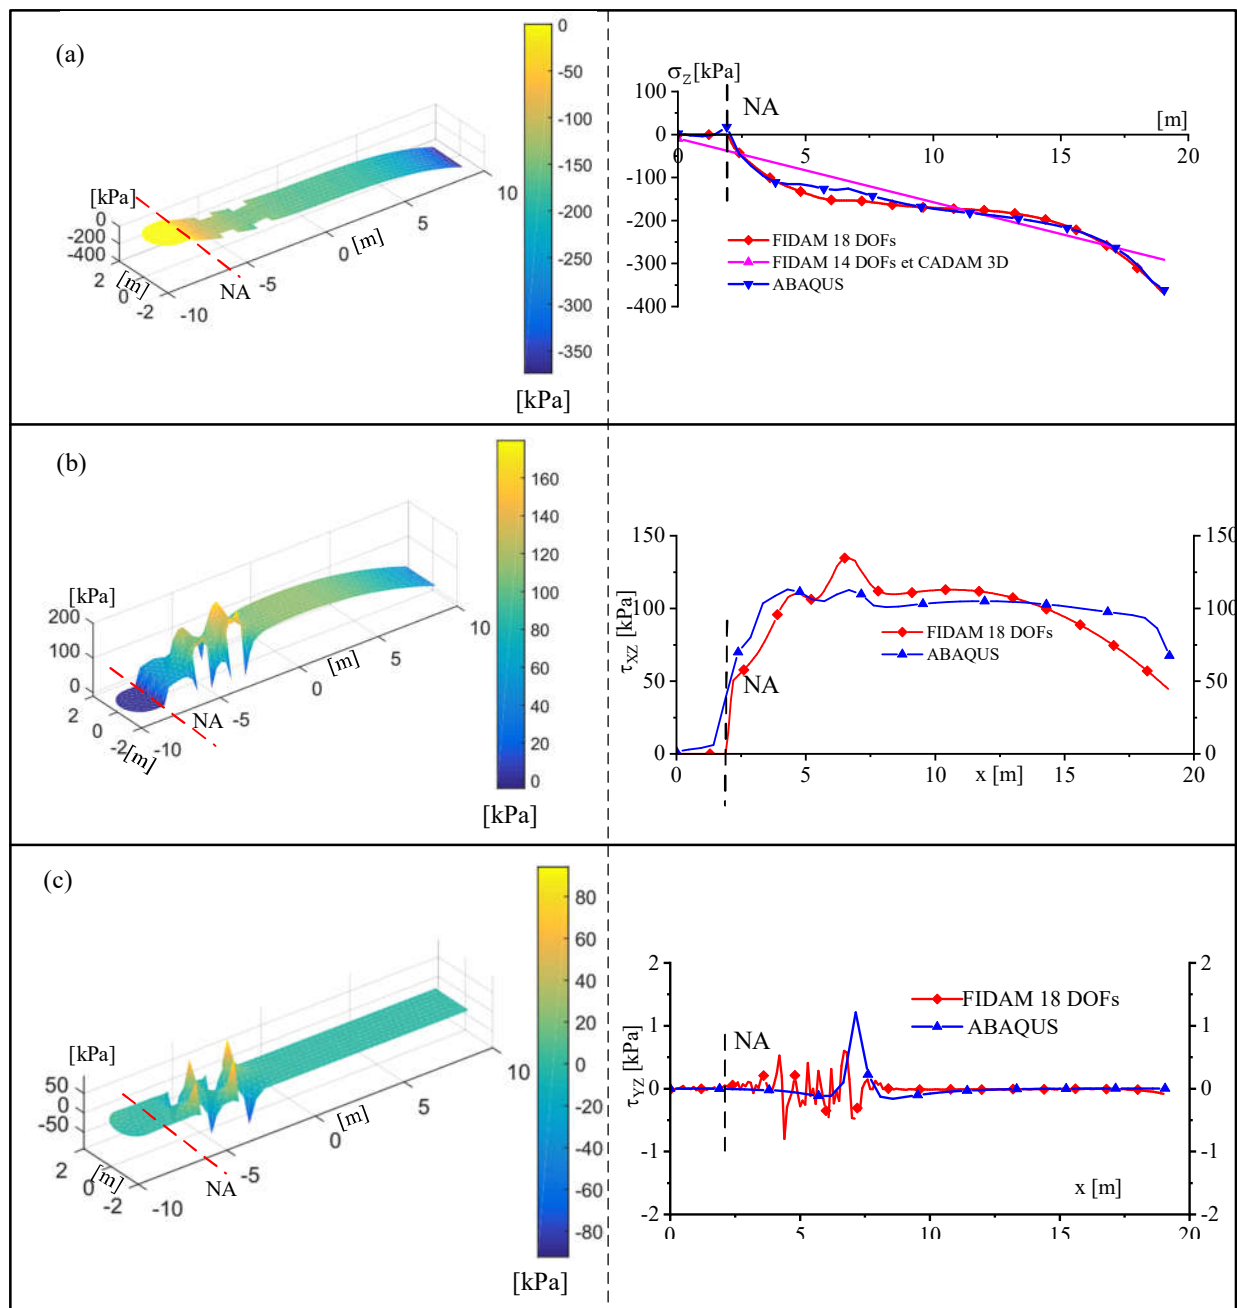 (a)
0
-50
-100
-150
-200
-250
-300
-350
[kPa]
[kPa]
0
-200
-400
2
0
-2
[m]
-10
-5
0
5
10
[m]
NA
σZ[kPa]
100
0
-100
-200
-300
-400
NA
[m]
0
5
10
15
20
FIDAM 18 DOFs
FIDAM 14 DOFs et CADAM 3D
ABAQUS
(b)
160
140
120
100
80
60
40
20
0
[kPa]
[kPa]
200
100
0
2
0
-2
[m]
-10
-5
0
5
10
[m]
NA
150
100
50
0
τXZ [kPa]
150
100
50
0
NA
FIDAM 18 DOFs
ABAQUS
0
5
10
x [m]
15
20
(c)
80
60
40
20
0
-20
-40
-60
-80
[kPa]
[kPa]
50
0
-50
2
0
-2
[m]
-10
-5
0
5
10
[m]
NA
2
1
0
-1
-2
τYZ [kPa]
2
1
0
-1
-2
NA
FIDAM 18 DOFs
ABAQUS
x [m]
0
5
10
15
20